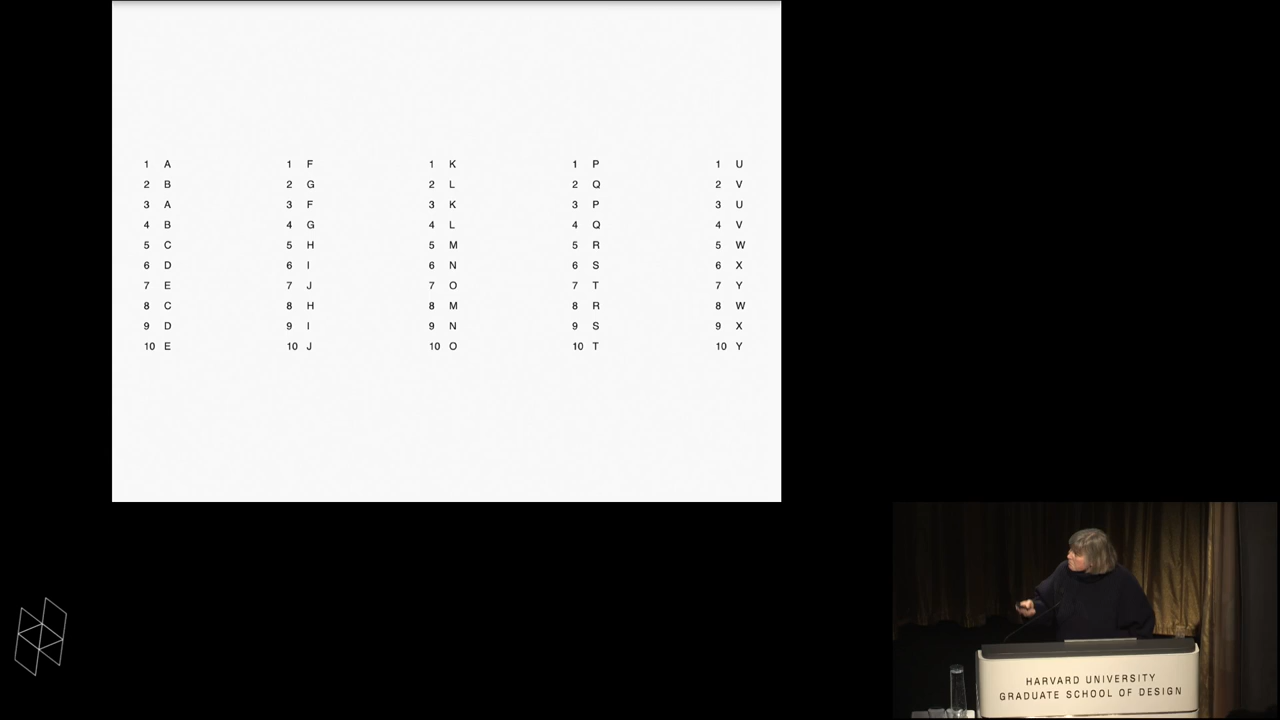 1 A 1 F 1 K 1 P 1 U
2 B 2 G 2 L 2 Q 2 V
3 A 3 F 3 K 3 P 3 U
4 B 4 G 4 L 4 Q 4 V
5 C 5 H 5 M 5 R 5 W
6 D 6 I 6 N 6 S 6 X
7 E 7 J 7 O 7 T 7 Y
8 C 8 H 8 M 8 R 8 W
9 D 9 I 9 N 9 S 9 X
10 E 10 J 10 O 10 T 10 Y
HARVARD UNIVERSITY
GRADUATE SCHOOL OF DESIGN